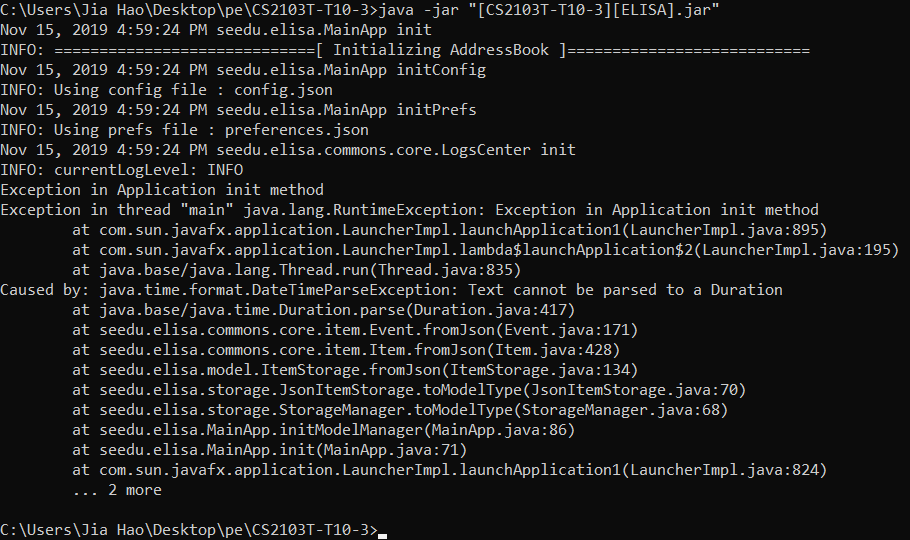 C:\Users\Jia Hao\Desktop\pe\CS2103T-T10-3>java -jar "[CS2103T-T10-3][ELISA].jar"
Nov 15, 2019 4:59:24 PM seedu.elisa.MainApp init
INFO: =============================[ Initializing AddressBook ]===========================
Nov 15, 2019 4:59:24 PM seedu.elisa.MainApp initConfig
INFO: Using config file : config.json
Nov 15, 2019 4:59:24 PM seedu.elisa.MainApp initPrefs
INFO: Using prefs file : preferences.json
Nov 15, 2019 4:59:24 PM seedu.elisa.commons.core.LogsCenter init
INFO: currentLogLevel: INFO
Exception in Application init method
Exception in thread "main" java.lang.RuntimeException: Exception in Application init method
        at com.sun.javafx.application.LauncherImpl.launchApplication1(LauncherImpl.java:895)
        at com.sun.javafx.application.LauncherImpl.lambda$launchApplication$2(LauncherImpl.java:195)
        at java.base/java.lang.Thread.run(Thread.java:835)
Caused by: java.time.format.DateTimeParseException: Text cannot be parsed to a Duration
        at java.base/java.time.Duration.parse(Duration.java:417)
        at seedu.elisa.commons.core.item.Event.fromJson(Event.java:171)
        at seedu.elisa.commons.core.item.Item.fromJson(Item.java:428)
        at seedu.elisa.model.ItemStorage.fromJson(ItemStorage.java:134)
        at seedu.elisa.storage.JsonItemStorage.toModelType(JsonItemStorage.java:70)
        at seedu.elisa.storage.StorageManager.toModelType(StorageManager.java:68)
        at seedu.elisa.MainApp.initModelManager(MainApp.java:86)
        at seedu.elisa.MainApp.init(MainApp.java:71)
        at com.sun.javafx.application.LauncherImpl.launchApplication1(LauncherImpl.java:824)
        ... 2 more
C:\Users\Jia Hao\Desktop\pe\CS2103T-T10-3>